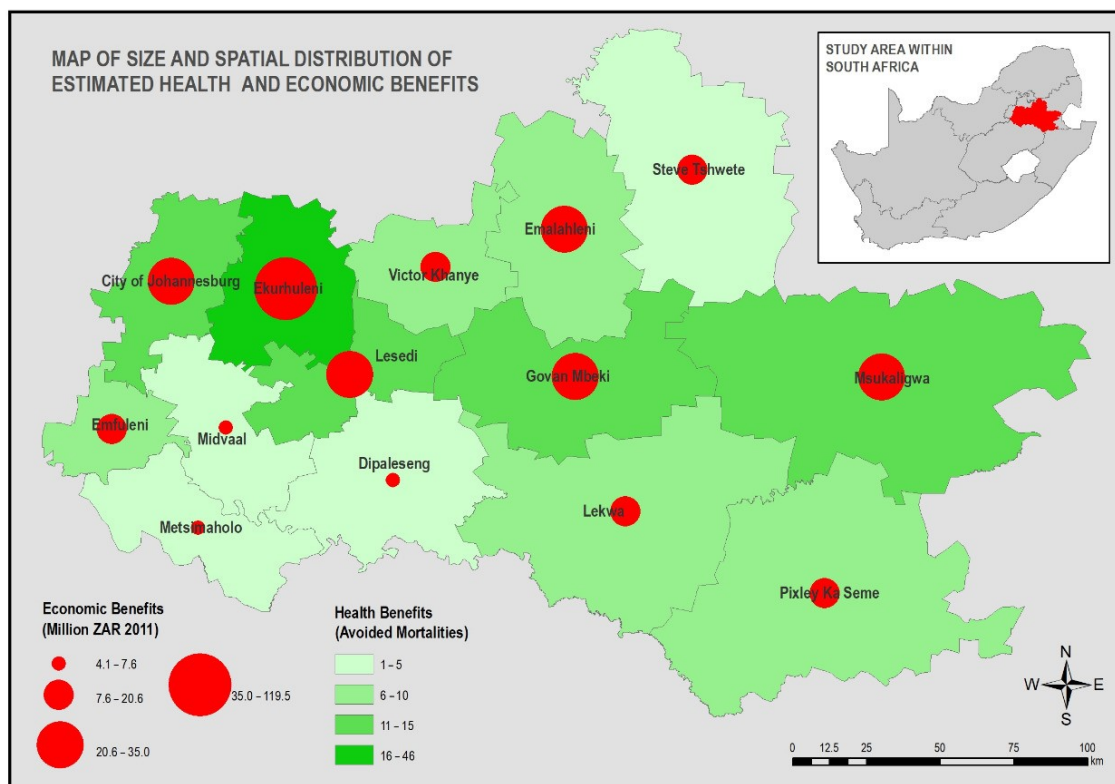 MAP OF SIZE AND SPATIAL DISTRIBUTION OF
ESTIMATED HEALTH AND ECONOMIC BENEFITS
STUDY AREA WITHIN
SOUTH AFRICA
Steve Tshwete
Emalahleni
Victor Khanye
City of Johannesburg
Ekurhuleni
Lesedi
Govan Mbeki
Msukaligwa
Emfuleni
Midvaal
Dipaleseng
Lekwa
Metsimaholo
Pixley Ka Seme
Economic Benefits
(Million ZAR 2011)
4.1 – 7.6
7.6 – 20.6
20.6 – 35.0
35.0 – 119.5
Health Benefits
(Avoided Mortalities)
1 – 5
6 – 10
11 – 15
16 – 46
N
W E
S
0 12.5 25 50 75 100
km